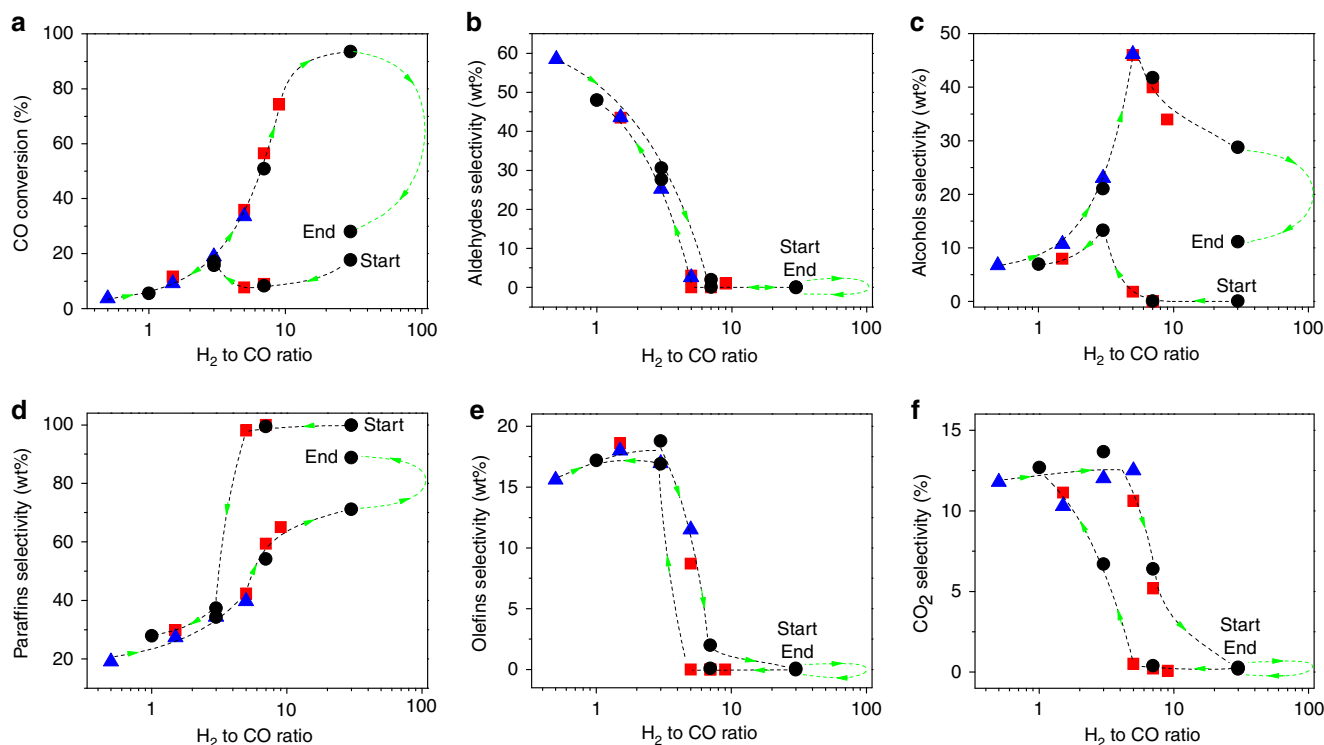 a
100
80
60
40
20
0
CO conversion (%)
End
Start
1
10
100
H2 to CO ratio
b
60
50
40
30
20
10
0
Aldehydes selectivity (wt%)
Start
End
1
10
100
H2 to CO ratio
c
50
40
30
20
10
0
Alcohols selectivity (wt%)
End
Start
1
10
100
H2 to CO ratio
d
100
80
60
40
20
Paraffins selectivity (wt%)
Start
End
1
10
100
H2 to CO ratio
e
20
15
10
5
0
Olefins selectivity (wt%)
Start
End
1
10
100
H2 to CO ratio
f
15
10
5
0
CO2 selectivity (%)
Start
End
1
10
100
H2 to CO ratio